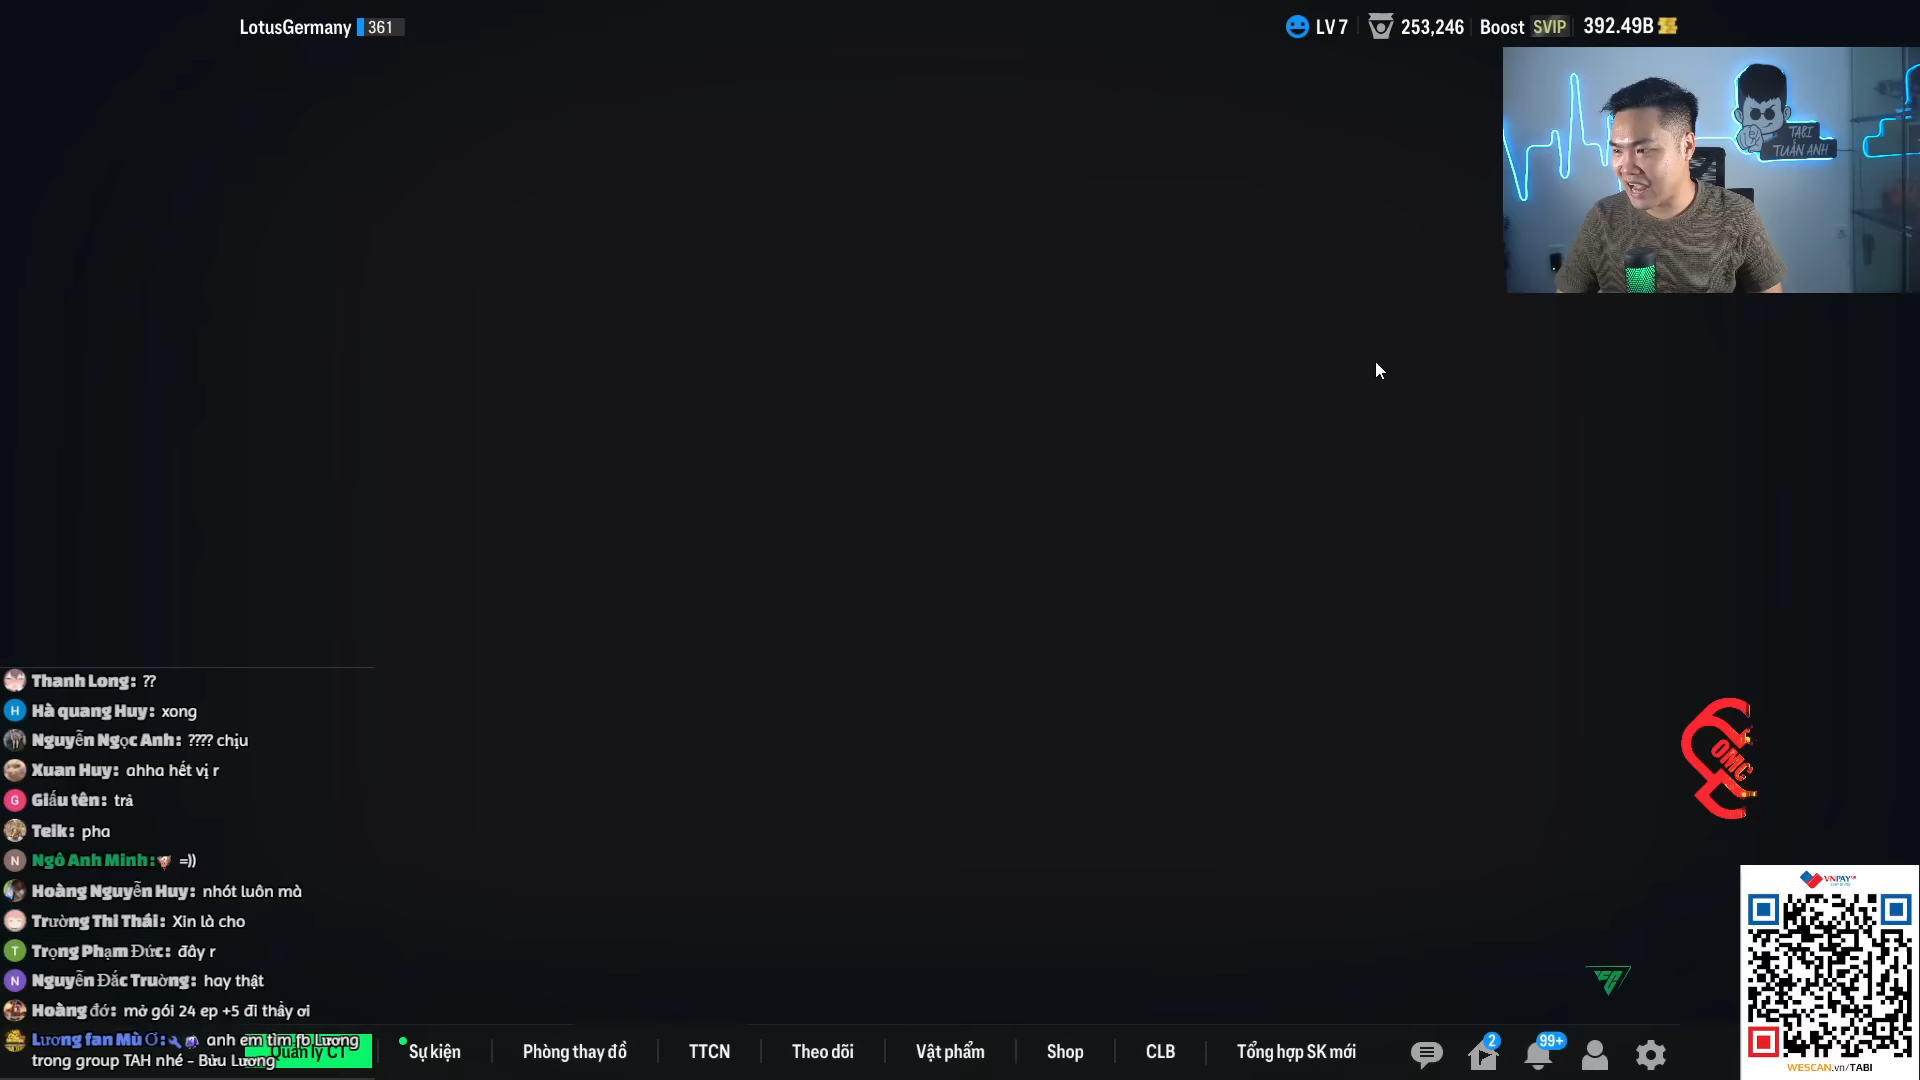 LotusGermany 361
LV 7 253,246 Boost SVIP 392.49B
TABI
TUẤN ANH
Thanh Long: ??
Hà quang Huy: xong
Nguyễn Ngọc Anh: ???? chịu
Xuan Huy: ahha hết vị r
Giấu tên: trả
Teik: pha
Ngô Anh Minh: =))
Hoàng Nguyễn Huy: nhót luôn mà
Trường Thi Thái: Xin là cho
Trọng Phạm Đức: đây r
Nguyễn Đắc Trường: hay thật
Hoàng đớ: mở gói 24 ep +5 đi thầy ơi
Lương fan Mù Ơ: anh em tìm fb Lương
trong group TAH nhé - Bửu Lương
OMC
VNPAY
Quản lý CT Sự kiện Phòng thay đồ TTCN Theo dõi Vật phẩm Shop CLB Tổng hợp SK mới 2 99+
WESCAN.vn/TABI